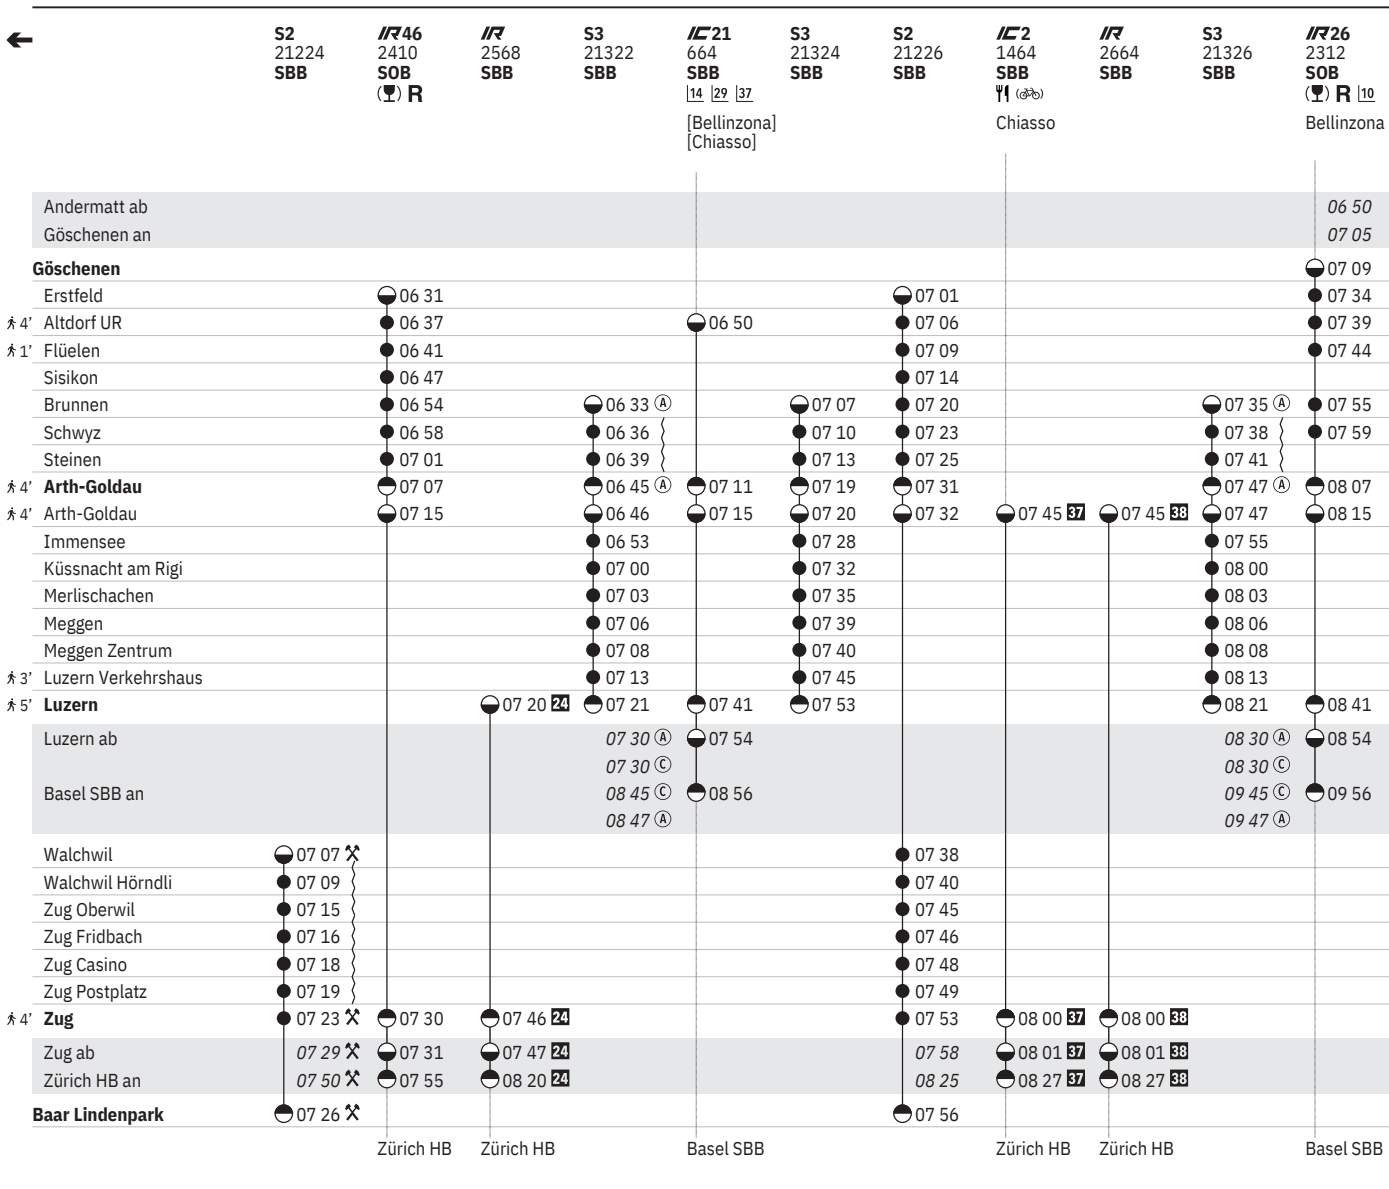 S2 IR46 IR S3 IC21 S3 S2 IC2 IR S3 IR26
21224 2410 2568 21322 664 21324 21226 1464 2664 21326 2312
SBB SOB SBB SBB SBB SBB SBB SBB SBB SBB SOB
R 14 29 37 R 10
[Bellinzona] Chiasso Bellinzona
[Chiasso]
Andermatt ab 06 50
Göschenen an 07 05
Göschenen 07 09
Erstfeld 06 31 07 01 07 34
4’ Altdorf UR 06 37 06 50 07 06 07 39
1’ Flüelen 06 41 07 09 07 44
Sisikon 06 47 07 14
Brunnen 06 54 06 33 A 07 07 07 20 07 35 A 07 55
Schwyz 06 58 06 36 07 10 07 23 07 38 07 59
Steinen 07 01 06 39 07 13 07 25 07 41
4’ Arth-Goldau 07 07 06 45 A 07 11 07 19 07 31 07 47 A 08 07
4’ Arth-Goldau 07 15 06 46 07 15 07 20 07 32 07 45 37 07 45 38 07 47 08 15
Immensee 06 53 07 28 07 55
Küssnacht am Rigi 07 00 07 32 08 00
Merlischachen 07 03 07 35 08 03
Meggen 07 06 07 39 08 06
Meggen Zentrum 07 08 07 40 08 08
3’ Luzern Verkehrshaus 07 13 07 45 08 13
5’ Luzern 07 20 24 07 21 07 41 07 53 08 21 08 41
Luzern ab 07 30 A 07 54 08 30 A 08 54
07 30 C 08 30 C
Basel SBB an 08 45 C 08 56 09 45 C 09 56
08 47 A 09 47 A
Walchwil 07 07 07 38
Walchwil Hörndli 07 09 07 40
Zug Oberwil 07 15 07 45
Zug Fridbach 07 16 07 46
Zug Casino 07 18 07 48
Zug Postplatz 07 19 07 49
4’ Zug 07 23 07 30 07 46 24 07 53 08 00 37 08 00 38
Zug ab 07 29 07 31 07 47 24 07 58 08 01 37 08 01 38
Zürich HB an 07 50 07 55 08 20 24 08 25 08 27 37 08 27 38
Baar Lindenpark 07 26 07 56
Zürich HB Zürich HB Basel SBB Zürich HB Zürich HB Basel SBB